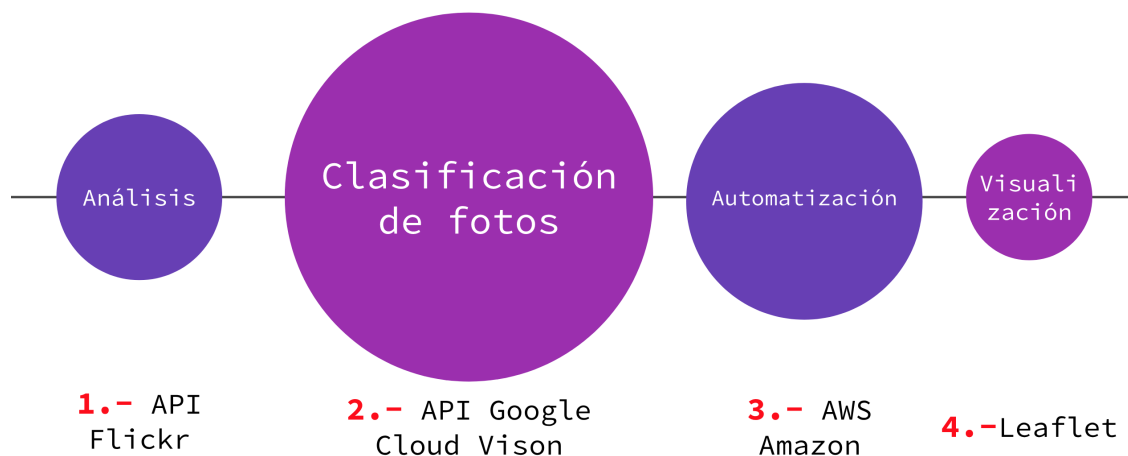 Análisis
Clasificación
de fotos
Automatización
Visuali
zación
1.- API
Flickr
2.- API Google
Cloud Vison
3.- AWS
Amazon
4.-Leaflet